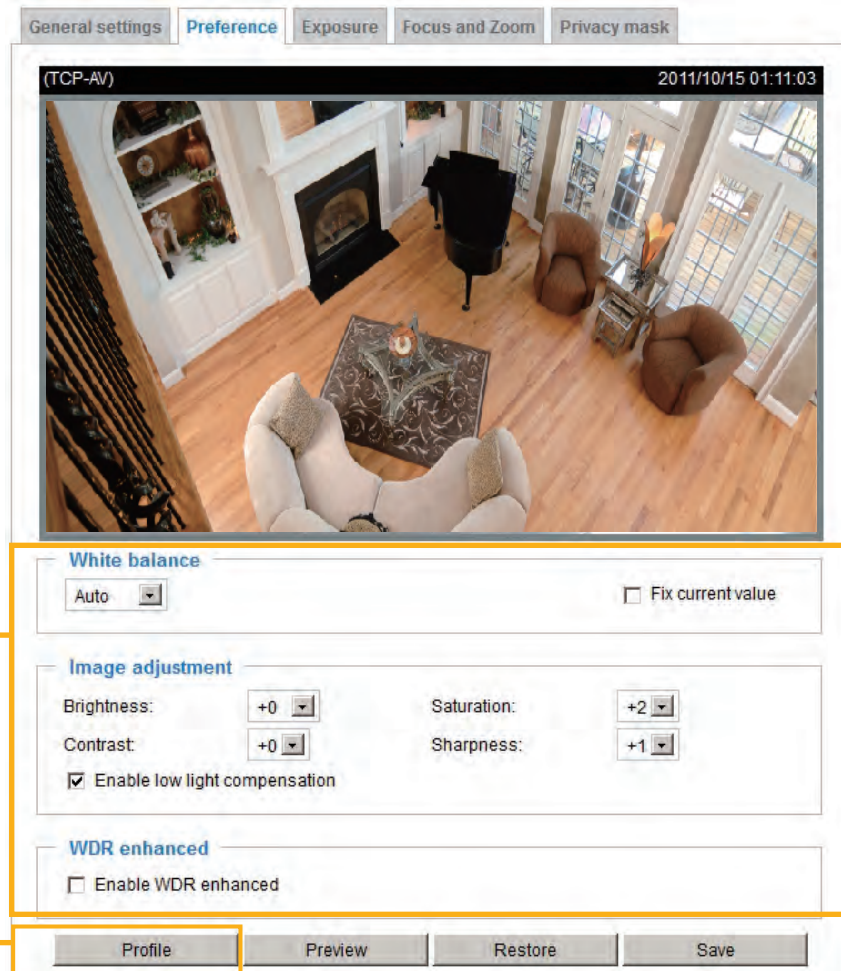 General settings Preference Exposure Focus and Zoom Privacy mask
(TCP-AV) 2011/10/15 01:11:03
White balance
Auto Fix current value
Image adjustment
Brightness: +0 Saturation: +2
Contrast: +0 Sharpness: +1
Enable low light compensation
WDR enhanced
Enable WDR enhanced
Profile Preview Restore Save